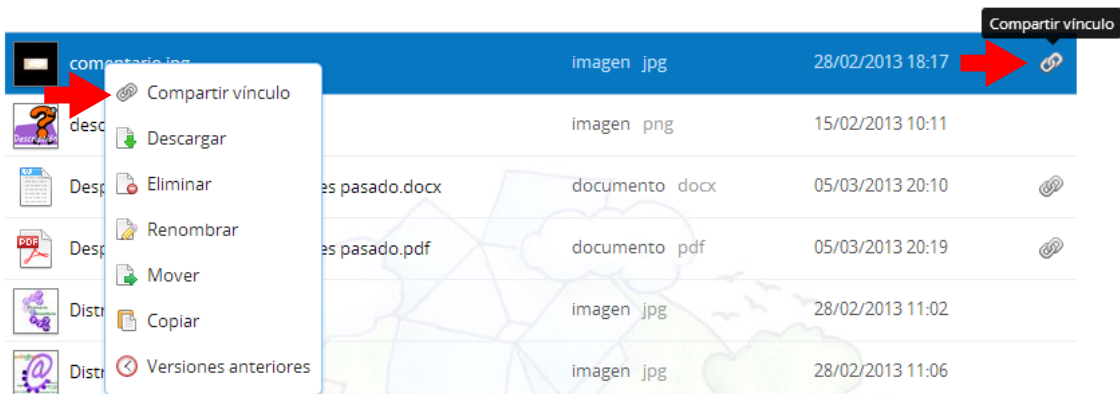 Compartir vínculo
comentario.jpg imagen jpg 28/02/2013 18:17
Compartir vínculo
desc imagen png 15/02/2013 10:11
Descargar
Desp es pasado.docx documento docx 05/03/2013 20:10
Eliminar
Renombrar
Desp es pasado.pdf documento pdf 05/03/2013 20:19
Mover
Distr imagen jpg 28/02/2013 11:02
Copiar
Distr imagen jpg 28/02/2013 11:06
Versiones anteriores
PDF